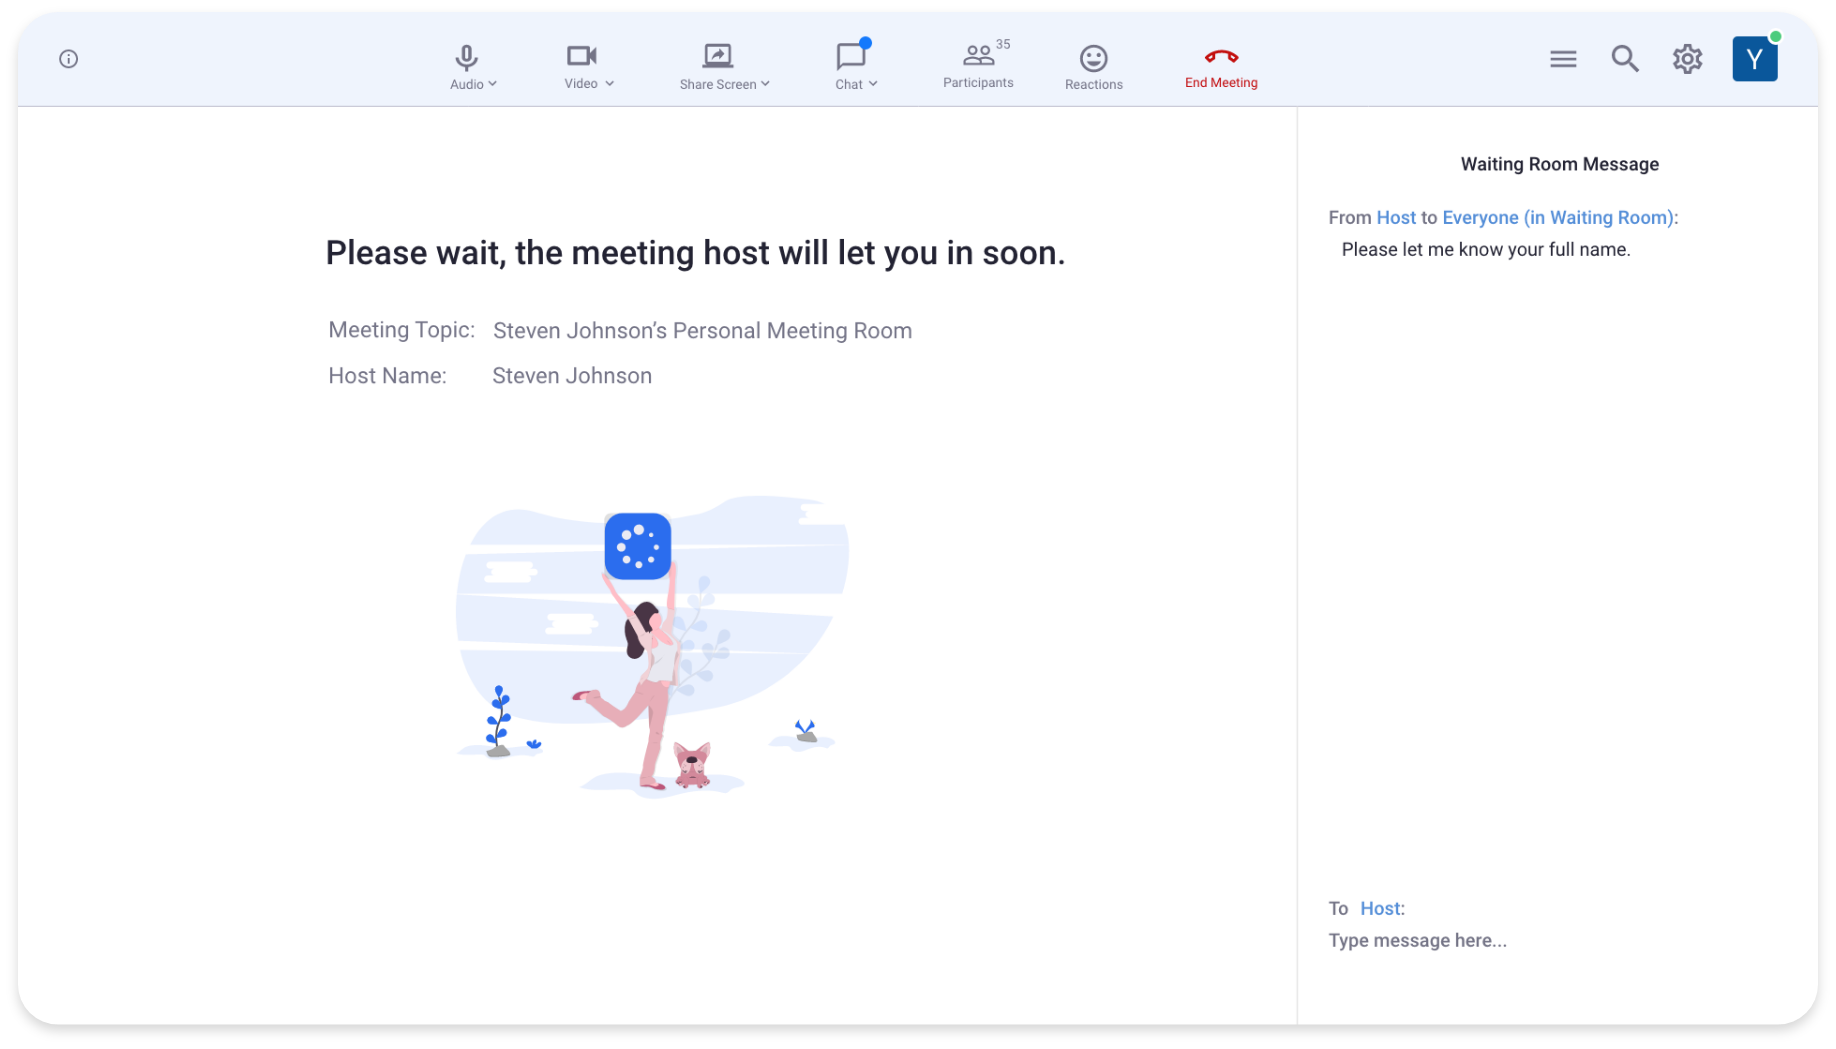 Audio
Video
Share Screen
Chat
35
Participants
Reactions
End Meeting
Y
Please wait, the meeting host will let you in soon.
Meeting Topic: Steven Johnson’s Personal Meeting Room
Host Name: Steven Johnson
Waiting Room Message
From Host to Everyone (in Waiting Room):
Please let me know your full name.
To Host:
Type message here...